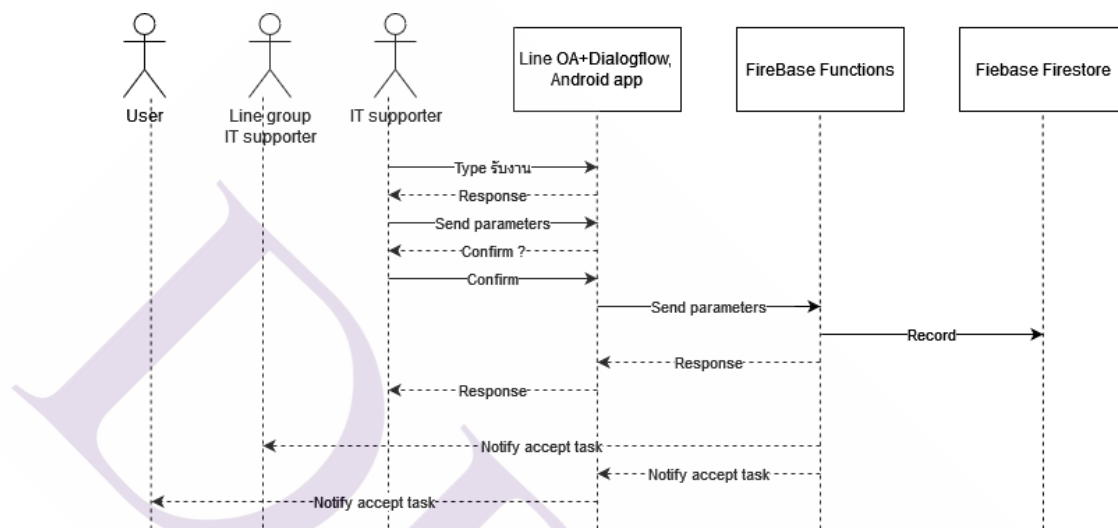 User
Line group
IT supporter
IT supporter
Line OA+Dialogflow,
Android app
FireBase Functions
Fiebase Firestore
Type รับงาน
Response
Send parameters
Confirm ?
Confirm
Send parameters
Record
Response
Response
Notify accept task
Notify accept task
Notify accept task